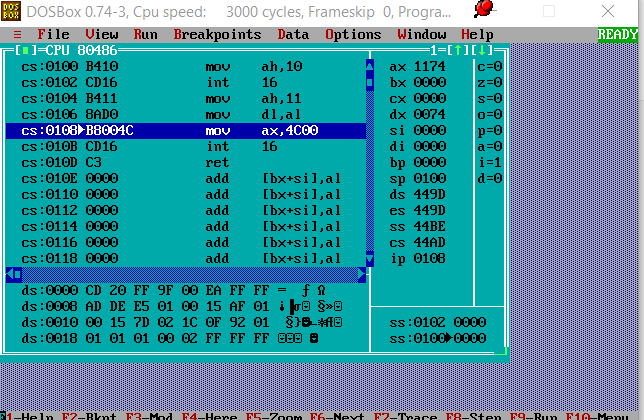 DOS BOX DOSBox 0.74-3, Cpu speed: 3000 cycles, Frameskip 0, Progra...
≡ File View Run Breakpoints Data Options Window Help READY
[■]=CPU 80486 1=[↑][↓]
cs:0100 B410 mov ah,10 ax 1174 c=0
cs:0102 CD16 int 16 bx 0000 z=0
cs:0104 B411 mov ah,11 cx 0000 s=0
cs:0106 8AD0 mov dl,al dx 0074 o=0
cs:0108►B8004C mov ax,4C00 si 0000 p=0
cs:010B CD16 int 16 di 0000 a=0
cs:010D C3 ret bp 0000 i=1
cs:010E 0000 add [bx+si],al sp 0100 d=0
cs:0110 0000 add [bx+si],al ds 449D
cs:0112 0000 add [bx+si],al es 449D
cs:0114 0000 add [bx+si],al ss 44BE
cs:0116 0000 add [bx+si],al cs 44AD
cs:0118 0000 add [bx+si],al ip 0108
ds:0000 CD 20 FF 9F 00 EA FF FF = ƒ Ω
ds:0008 AD DE E5 01 00 15 AF 01
ds:0010 00 15 7D 02 1C 0F 92 01 ss:0102 0000
ds:0018 01 01 01 00 02 FF FF FF ss:0100►0000
F1-Help F2-Bkpt F3-Mod F4-Here F5-Zoom F6-Next F7-Trace F8-Step F9-Run F10-Menu